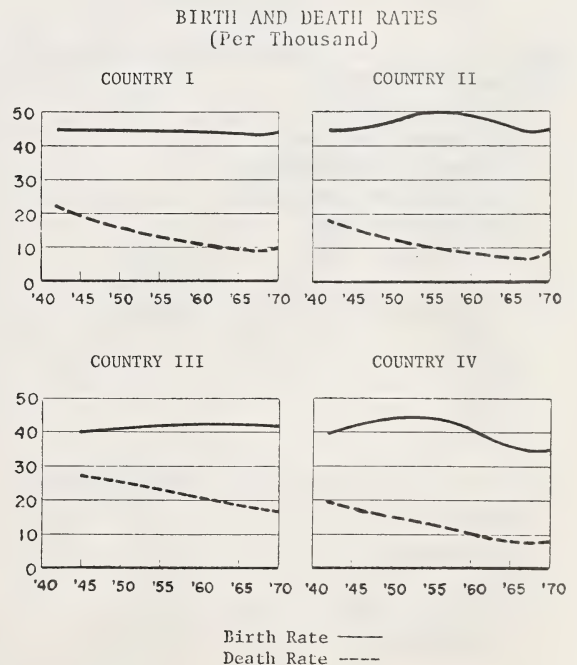 BIRTH AND DEATH RATES
(Per Thousand)
COUNTRY I
COUNTRY II
50
40
30
20
10
0
'40 '45 '50 '55 '60 '65 '70
'40 '45 '50 '55 '60 '65 '70
COUNTRY III
COUNTRY IV
50
40
30
20
10
0
'40 '45 '50 '55 '60 '65 '70
'40 '45 '50 '55 '60 '65 '70
Birth Rate
Death Rate